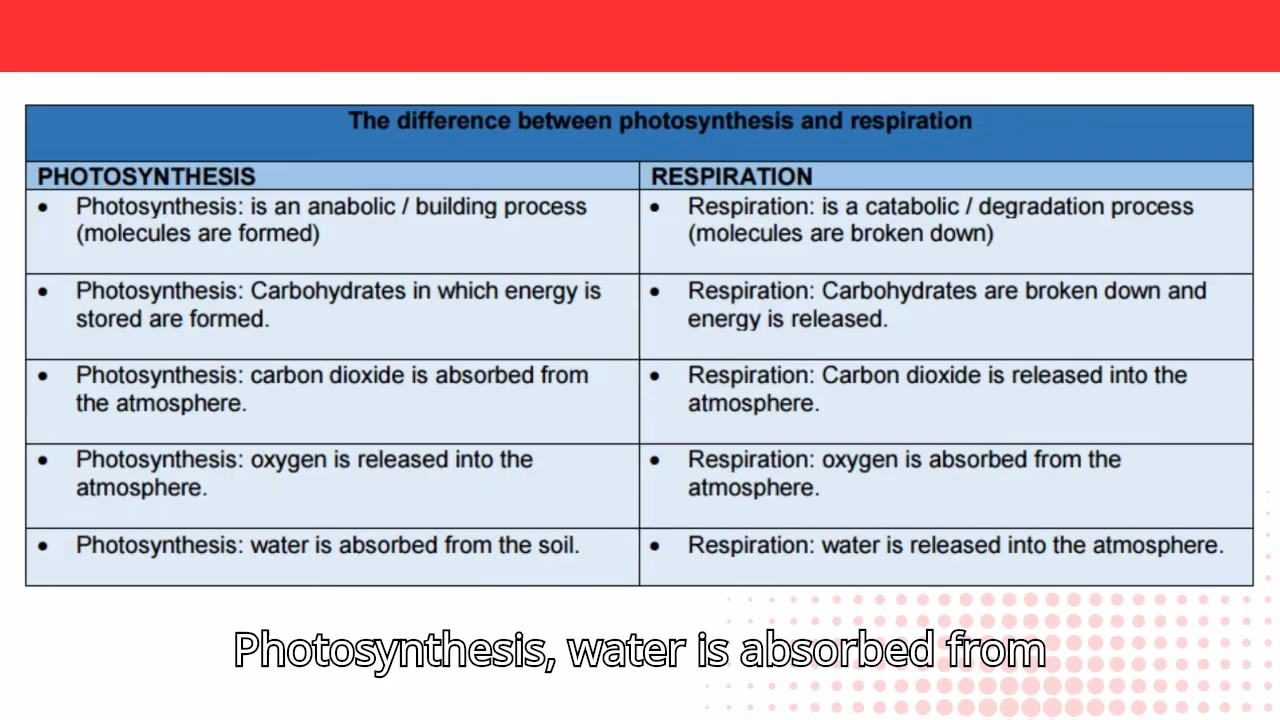 The difference between photosynthesis and respiration
PHOTOSYNTHESIS
RESPIRATION
• Photosynthesis: is an anabolic / building process
(molecules are formed)
• Respiration: is a catabolic / degradation process
(molecules are broken down)
• Photosynthesis: Carbohydrates in which energy is
stored are formed.
• Respiration: Carbohydrates are broken down and
energy is released.
• Photosynthesis: carbon dioxide is absorbed from
the atmosphere.
• Respiration: Carbon dioxide is released into the
atmosphere.
• Photosynthesis: oxygen is released into the
atmosphere.
• Respiration: oxygen is absorbed from the
atmosphere.
• Photosynthesis: water is absorbed from the soil.
• Respiration: water is released into the atmosphere.
Photosynthesis, water is absorbed from